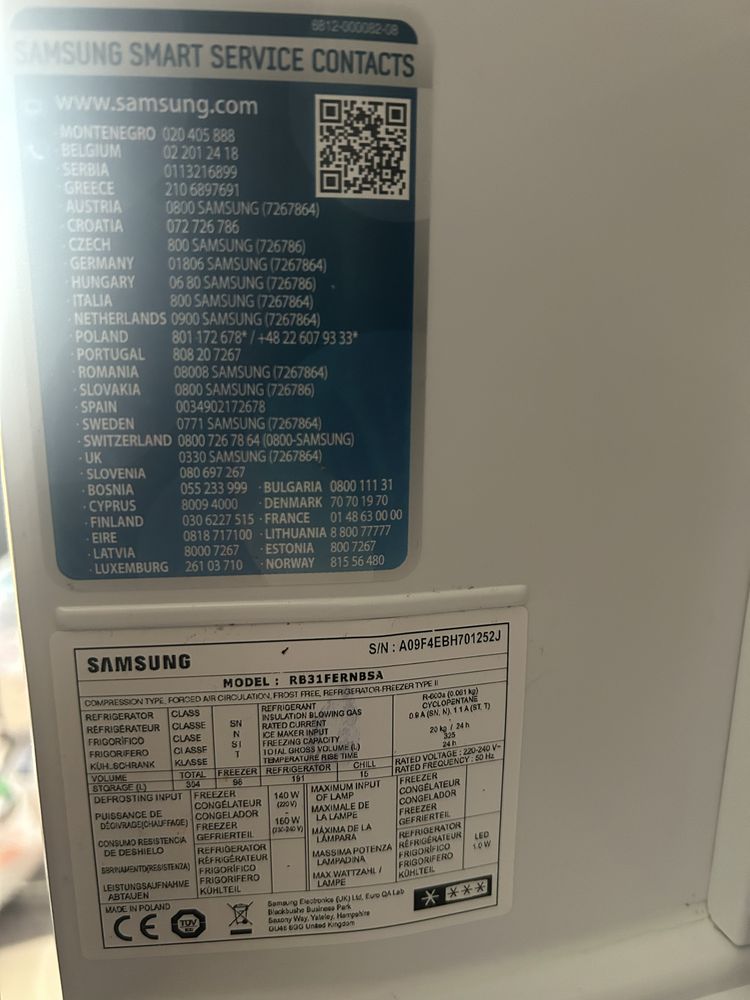 6812-000082-08
SAMSUNG SMART SERVICE CONTACTS
www.samsung.com
· MONTENEGRO 020 405 888
· BELGIUM 02 201 24 18
· SERBIA 0113216899
· GREECE 210 6897691
· AUSTRIA 0800 SAMSUNG (7267864)
· CROATIA 072 726 786
· CZECH 800 SAMSUNG (726786)
· GERMANY 01806 SAMSUNG (7267864)
· HUNGARY 06 80 SAMSUNG (726786)
· ITALIA 800 SAMSUNG (7267864)
· NETHERLANDS 0900 SAMSUNG (7267864)
· POLAND 801 172 678* / +48 22 607 93 33*
· PORTUGAL 808 20 7267
· ROMANIA 08008 SAMSUNG (7267864)
· SLOVAKIA 0800 SAMSUNG (726786)
· SPAIN 0034902172678
· SWEDEN 0771 SAMSUNG (7267864)
· SWITZERLAND 0800 726 78 64 (0800-SAMSUNG)
· UK 0330 SAMSUNG (7267864)
· SLOVENIA 080 697 267
· BOSNIA 055 233 999 · BULGARIA 0800 111 31
· CYPRUS 8009 4000 · DENMARK 70 70 19 70
· FINLAND 030 6227 515 · FRANCE 01 48 63 00 00
· EIRE 0818 717100 · LITHUANIA 8 800 77777
· LATVIA 8000 7267 · ESTONIA 800 7267
· LUXEMBURG 261 03 710 · NORWAY 815 56 480
SAMSUNG S/N : A09F4EBH701252J
MODEL : RB31FERNBSA
COMPRESSION TYPE, FORCED AIR CIRCULATION, FROST FREE, REFRIGERATOR-FREEZER TYPE II
REFRIGERATOR CLASS REFRIGERANT R-600a (0.061 kg)
RÉFRIGÉRATEUR CLASSE SN INSULATION BLOWING GAS CYCLOPENTANE
FRIGORÍFICO CLASE N RATED CURRENT 0.9 A (SN, N), 1.1 A (ST, T)
FRIGORIFERO CLASSE ST ICE MAKER INPUT
KÜHLSCHRANK KLASSE T FREEZING CAPACITY 20 kg / 24 h
TOTAL GROSS VOLUME (L) 325
TEMPERATURE RISE TIME 24 h
VOLUME TOTAL FREEZER REFRIGERATOR CHILL RATED VOLTAGE : 220-240 V~
STORAGE (L) 304 98 191 15 RATED FREQUENCY : 50 Hz
DEFROSTING INPUT
PUISSANCE DE
DÉGIVRAGE(CHAUFFAGE)
CONSUMO RESISTENCIA
DE DESHIELO
SBRINAMENTO(RESISTENZA)
LEISTUNGSAUFNAHME
ABTAUEN
FREEZER
CONGÉLATEUR
CONGELADOR
FREEZER
GEFRIERTEIL
140 W
(220 V)
-
160 W
(230-240 V)
REFRIGERATOR
RÉFRIGÉRATEUR
FRIGORÍFICO
FRIGORIFERO
KÜHLTEIL
-
MAXIMUM INPUT
OF LAMP
MAXIMALE DE
LA LAMPE
MÁXIMA DE LA
LÁMPARA
MASSIMA POTENZA
LAMPADINA
MAX.WATTZAHL /
LAMPE
FREEZER
CONGÉLATEUR
CONGELADOR
FREEZER
GEFRIERTEIL
-
REFRIGERATOR
RÉFRIGÉRATEUR
FRIGORÍFICO
FRIGORIFERO
KÜHLTEIL
LED
1.0 W
MADE IN POLAND
CE
TÜV
Samsung Electronics (UK) Ltd, Euro QA Lab
Blackbushe Business Park
Saxony Way, Yateley, Hampshire
GU46 6GG United Kingdom